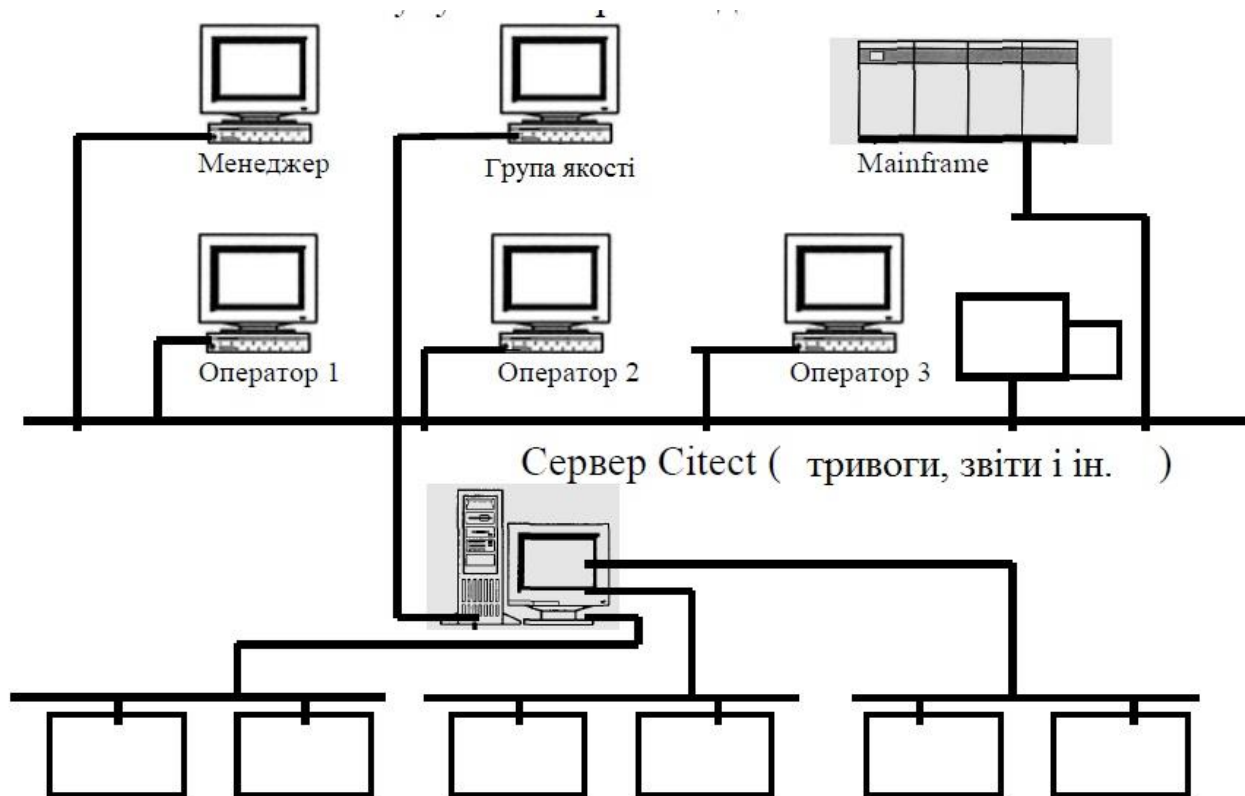 Менеджер
Група якості
Mainframe
Оператор 1
Оператор 2
Оператор 3
Сервер Citect ( тривоги, звіти і ін. )